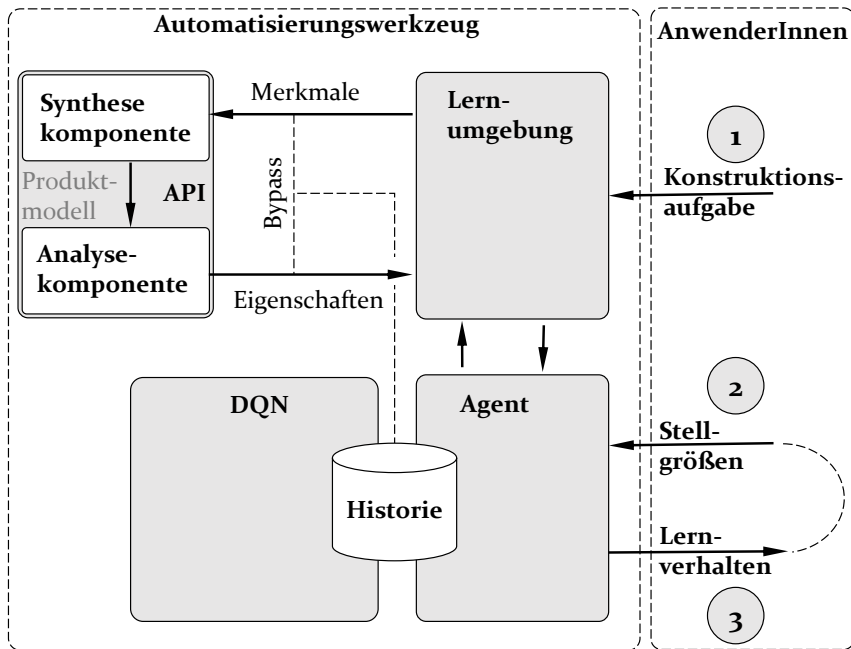 Automatisierungswerkzeug
AnwenderInnen
Synthese
komponente
Merkmale
Lern-
umgebung
1
Produkt-
modell
API
Bypass
Konstruktions-
aufgabe
Analyse-
komponente
Eigenschaften
2
DQN
Agent
Stell-
größen
Historie
Lern-
verhalten
3